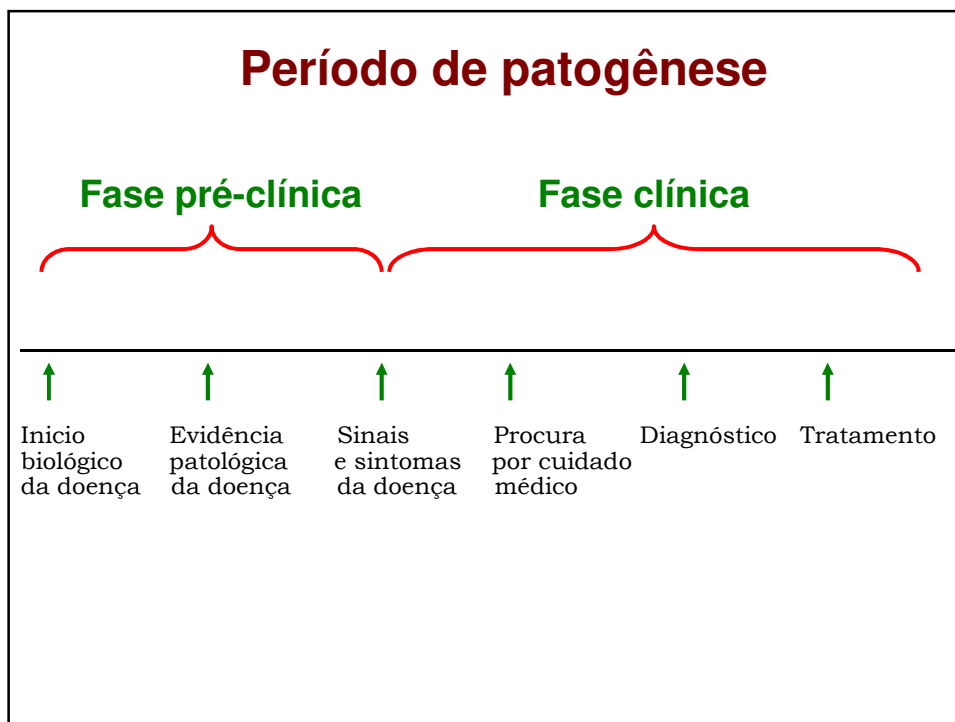 Período de patogênese
Fase pré-clínica
Fase clínica
Inicio
biológico
da doença
Evidência
patológica
da doença
Sinais
e sintomas
da doença
Procura
por cuidado
médico
Diagnóstico
Tratamento